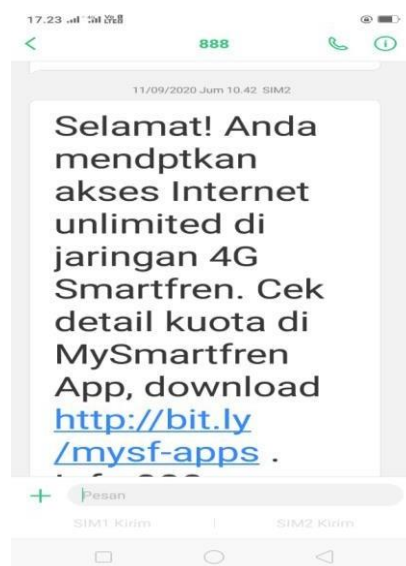 17.23
888
11/09/2020 Jum 10.42 SIM2
Selamat! Anda
mendptkan
akses Internet
unlimited di
jaringan 4G
Smartfren. Cek
detail kuota di
MySmartfren
App, download
http://bit.ly
/mysf-apps .
Pesan
SIM1 Kirim
SIM2 Kirim